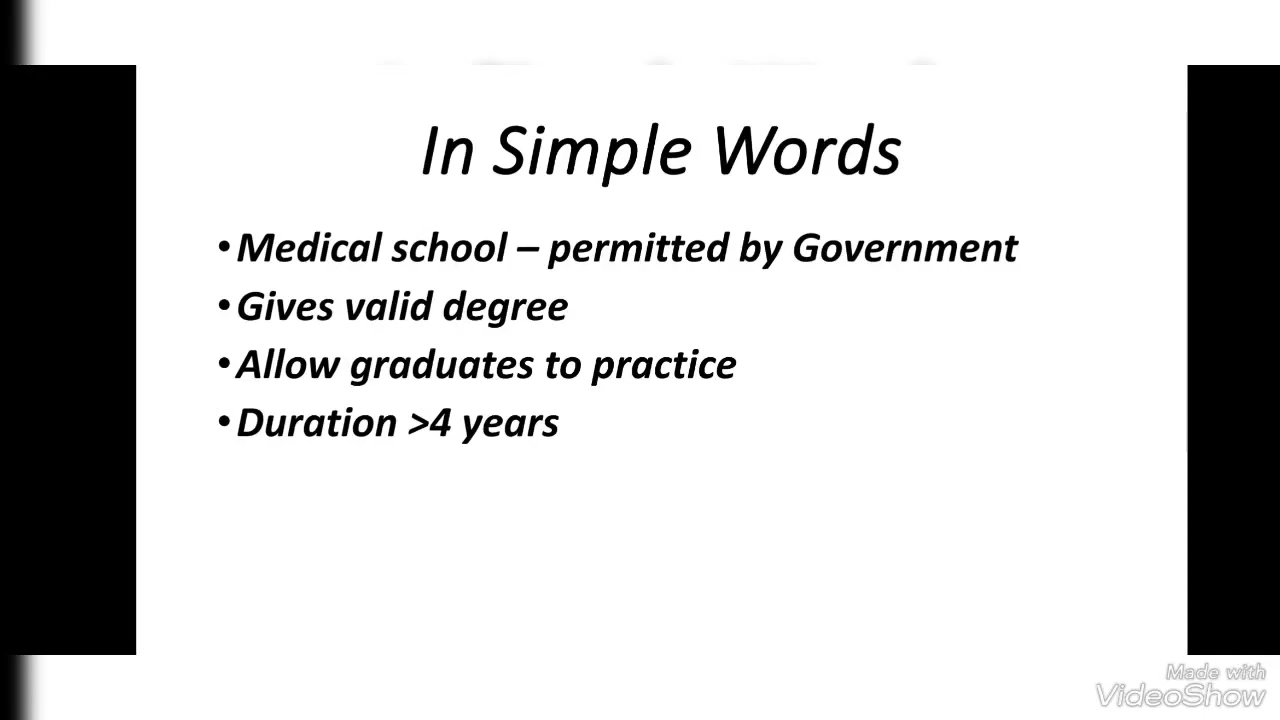 In Simple Words
•Medical school – permitted by Government
•Gives valid degree
•Allow graduates to practice
•Duration >4 years
Made with
VideoShow